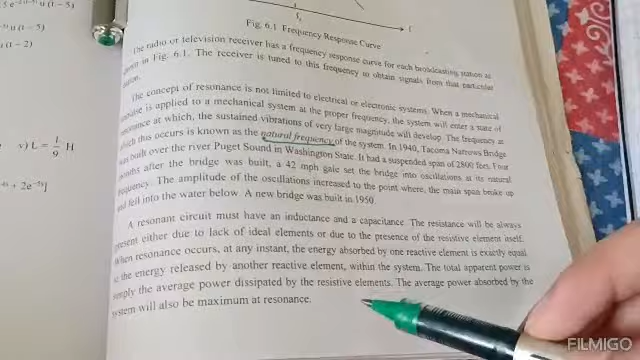 u (t - 5)
u (t - 2)
v) L = 1/9 H
+ 2e⁻⁵ᵗ]
fᵣ
f
Fig. 6.1 Frequency Response Curve
The radio or television receiver has a frequency response curve for each broadcasting station as
in Fig. 6.1. The receiver is tuned to this frequency to obtain signals from that particular
The concept of resonance is not limited to electrical or electronic systems. When a mechanical
is applied to a mechanical system at the proper frequency, the system will enter a state of
resonance at which, the sustained vibrations of very large magnitude will develop. The frequency at
which this occurs is known as the natural frequency of the system. In 1940, Tacoma Narrows Bridge
was built over the river Puget Sound in Washington State. It had a suspended span of 2800 feet. Four
months after the bridge was built, a 42 mph gale set the bridge into oscillations at its natural
frequency. The amplitude of the oscillations increased to the point where, the main span broke up
and fell into the water below. A new bridge was built in 1950.
A resonant circuit must have an inductance and a capacitance. The resistance will be always
present either due to lack of ideal elements or due to the presence of the resistive element itself.
When resonance occurs, at any instant, the energy absorbed by one reactive element is exactly equal
to the energy released by another reactive element, within the system. The total apparent power is
simply the average power dissipated by the resistive elements. The average power absorbed by the
system will also be maximum at resonance.
FILMIGO